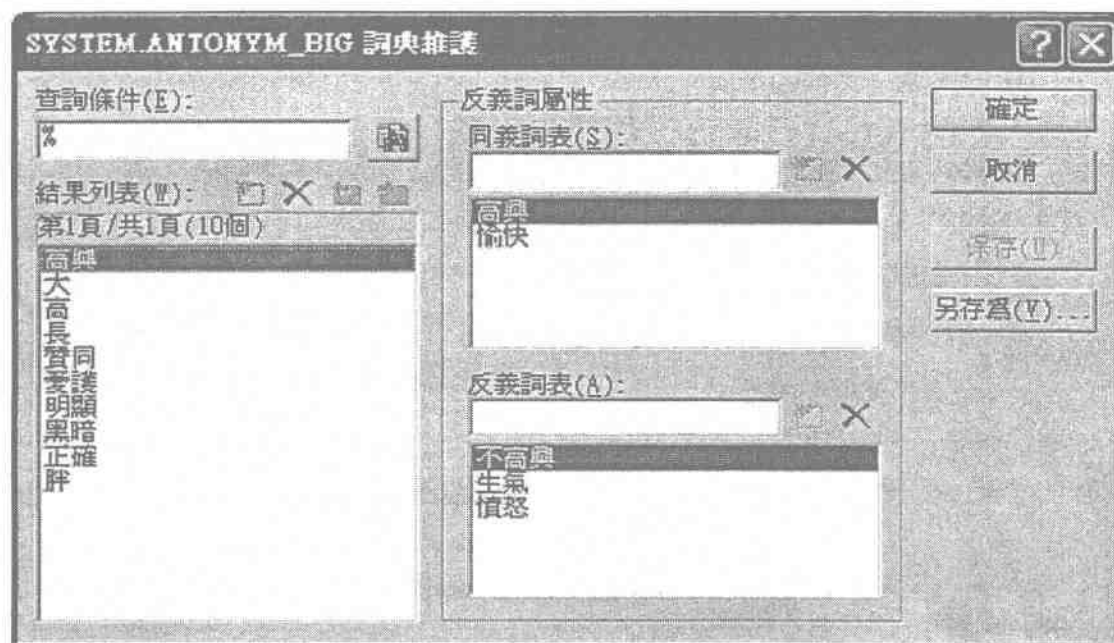 SYSTEM.ANTONYM_BIG 詞典維護
查詢條件(E):
%
結果列表(W):
第1頁/共1頁(10個)
高興
大
高
長
贊同
愛護
明顯
黑暗
正確
胖
反義詞屬性
同義詞表(S):
高興
愉快
反義詞表(A):
不高興
生氣
憤怒
確定
取消
保存(U)
另存爲(V)...